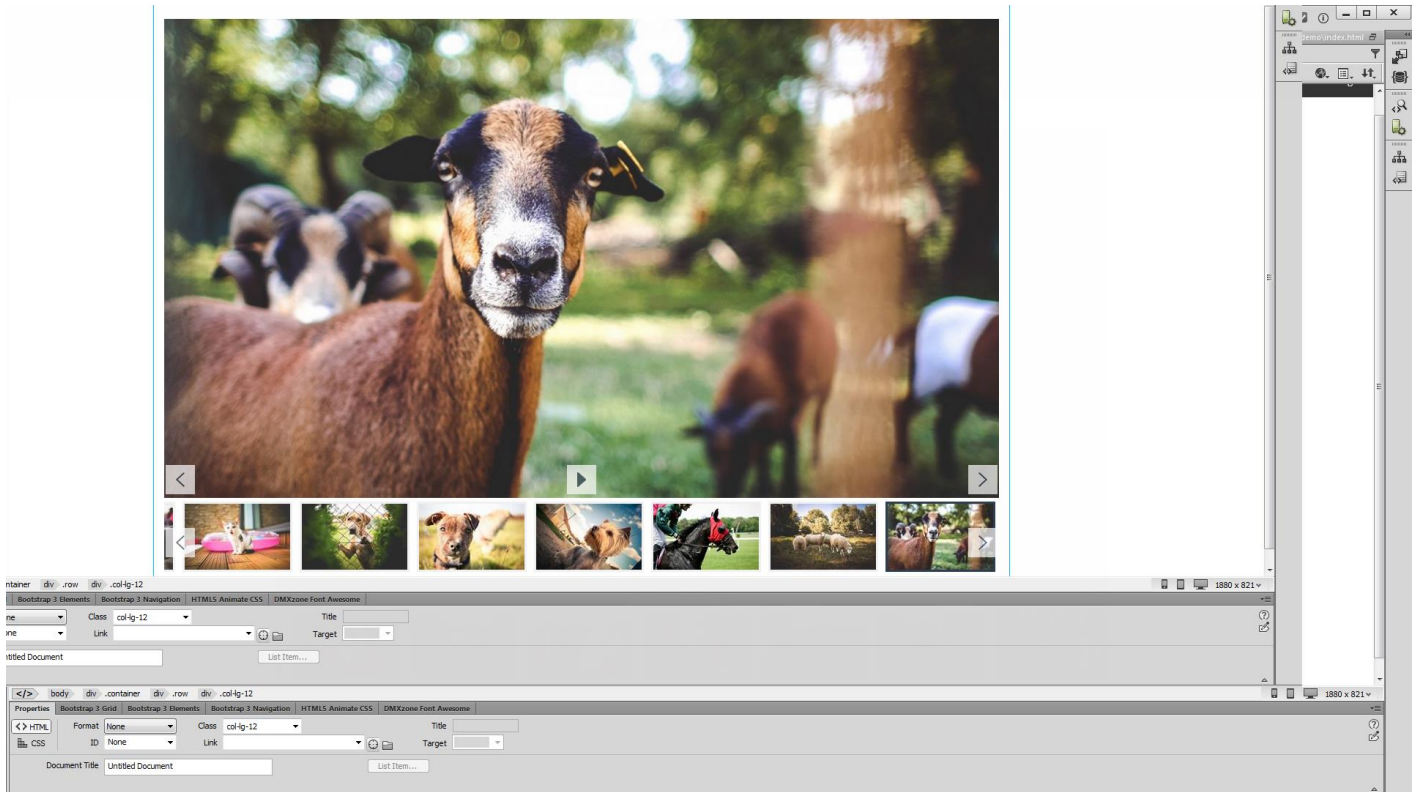 demo\index.html
ntainer div .row div .col-lg-12
1880 x 821
Bootstrap 3 Elements Bootstrap 3 Navigation HTML5 Animate CSS DMXzone Font Awesome
ne Class col-lg-12 Title
one Link Target
ntitled Document List Item...
</> body div .container div .row div .col-lg-12
1880 x 821
Properties Bootstrap 3 Grid Bootstrap 3 Elements Bootstrap 3 Navigation HTML5 Animate CSS DMXzone Font Awesome
<> HTML Format None Class col-lg-12 Title
CSS ID None Link Target
Document Title Untitled Document List Item...